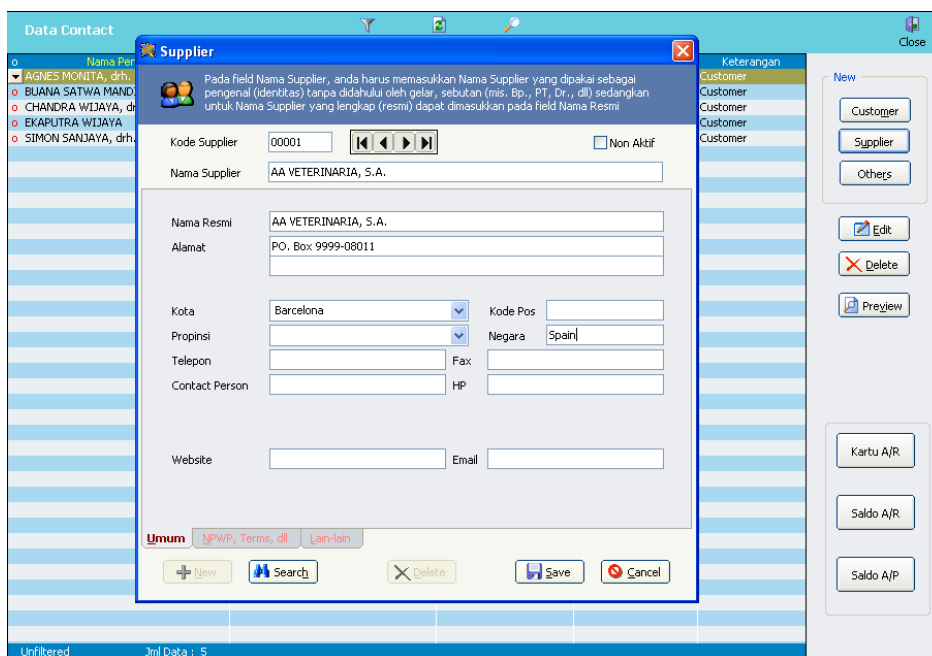 Data Contact
Close
o Nama Per Keterangan
AGNES MONITA, drh. Customer
o BUANA SATWA MANDI Customer
o CHANDRA WIJAYA, dr Customer
o EKAPUTRA WIJAYA Customer
o SIMON SANJAYA, drh. Customer
Supplier
Pada field Nama Supplier, anda harus memasukkan Nama Supplier yang dipakai sebagai
pengenal (identitas) tanpa didahului oleh gelar, sebutan (mis. Bp., PT, Dr., dll) sedangkan
untuk Nama Supplier yang lengkap (resmi) dapat dimasukkan pada field Nama Resmi
Kode Supplier 00001 Non Aktif
Nama Supplier AA VETERINARIA, S.A.
Nama Resmi AA VETERINARIA, S.A.
Alamat PO. Box 9999-08011
Kota Barcelona Kode Pos
Propinsi Negara Spain
Telepon Fax
Contact Person HP
Website Email
Umum NPWP, Terms, dll Lain-lain
New Search Delete Save Cancel
New
Customer
Supplier
Others
Edit
Delete
Preview
Kartu A/R
Saldo A/R
Saldo A/P
Unfiltered Jml Data : 5